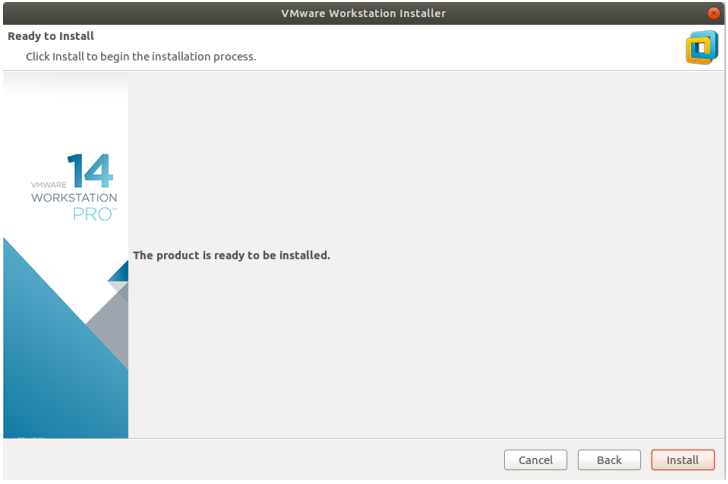 VMware Workstation Installer
Ready to Install
Click Install to begin the installation process.
VMWARE 14
WORKSTATION
PRO™
The product is ready to be installed.
Cancel
Back
Install